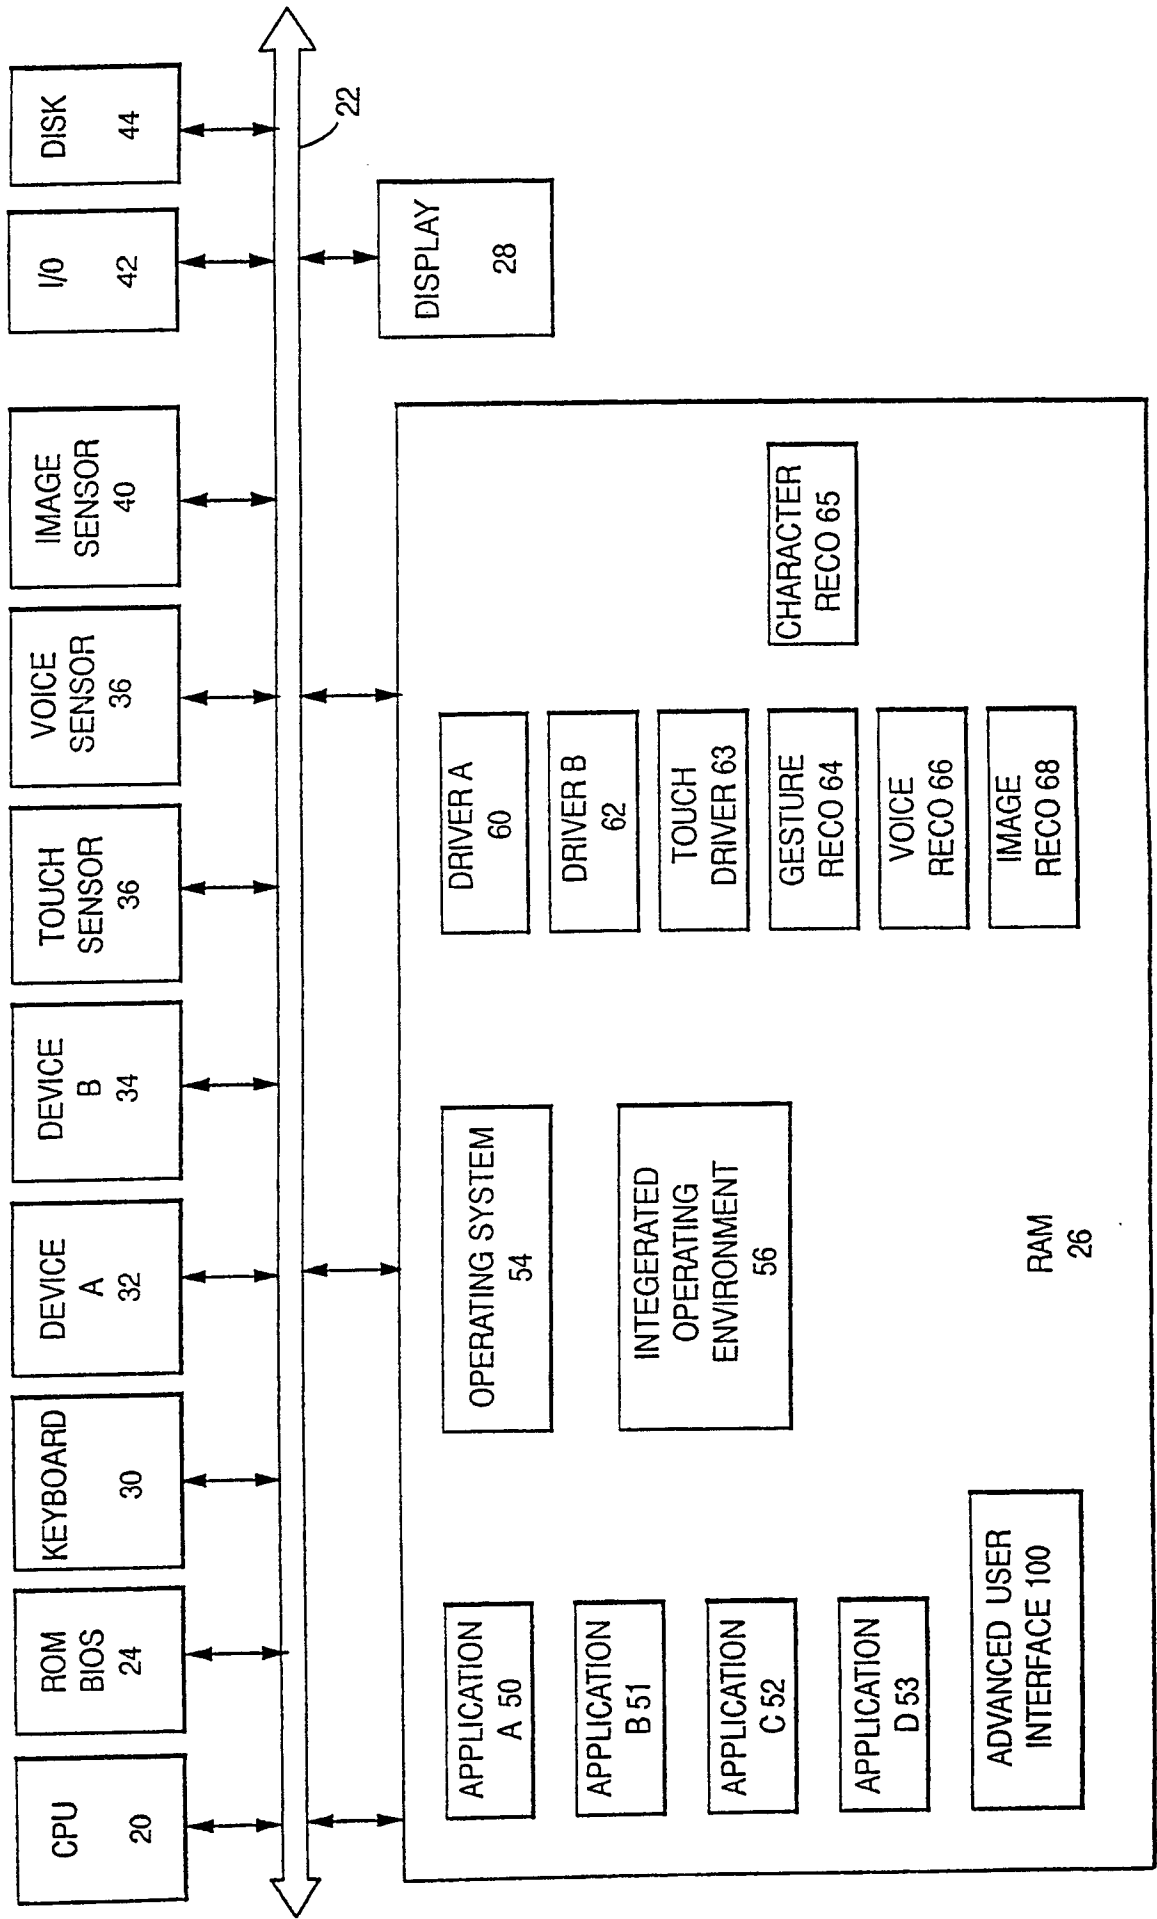 CPU
20
ROM
BIOS
24
KEYBOARD
30
DEVICE
A
32
DEVICE
B
34
TOUCH
SENSOR
36
VOICE
SENSOR
36
IMAGE
SENSOR
40
I/O
42
DISK
44
22
DISPLAY
28
APPLICATION
A 50
APPLICATION
B 51
APPLICATION
C 52
APPLICATION
D 53
ADVANCED USER
INTERFACE 100
OPERATING SYSTEM
54
INTEGERATED
OPERATING
ENVIRONMENT
56
RAM
26
DRIVER A
60
DRIVER B
62
TOUCH
DRIVER 63
GESTURE
RECO 64
VOICE
RECO 66
IMAGE
RECO 68
CHARACTER
RECO 65